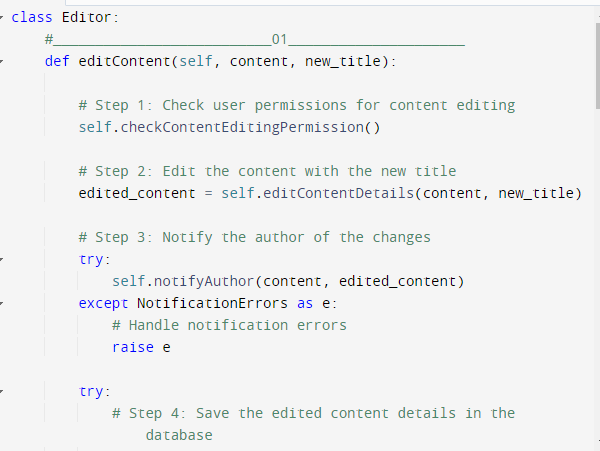 class Editor:
#__________________________01_____________________
def editContent(self, content, new_title):
# Step 1: Check user permissions for content editing
self.checkContentEditingPermission()
# Step 2: Edit the content with the new title
edited_content = self.editContentDetails(content, new_title)
# Step 3: Notify the author of the changes
try:
self.notifyAuthor(content, edited_content)
except NotificationErrors as e:
# Handle notification errors
raise e
try:
# Step 4: Save the edited content details in the
database